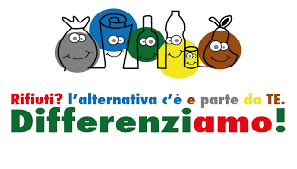 Rifiuti? l'alternativa c'è e parte da TE.
Differenziamo!